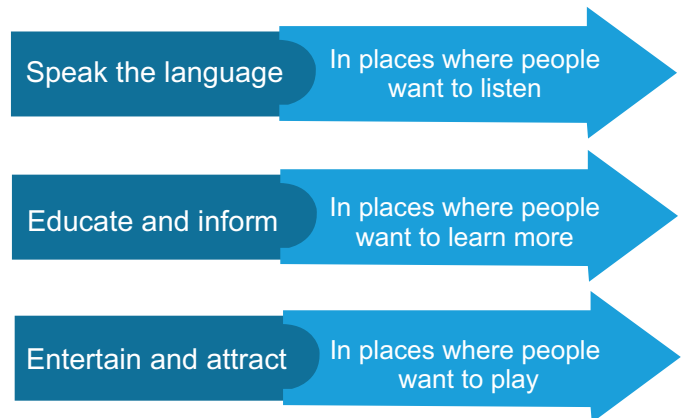 Speak the language
In places where people
want to listen
Educate and inform
In places where people
want to learn more
Entertain and attract
In places where people
want to play